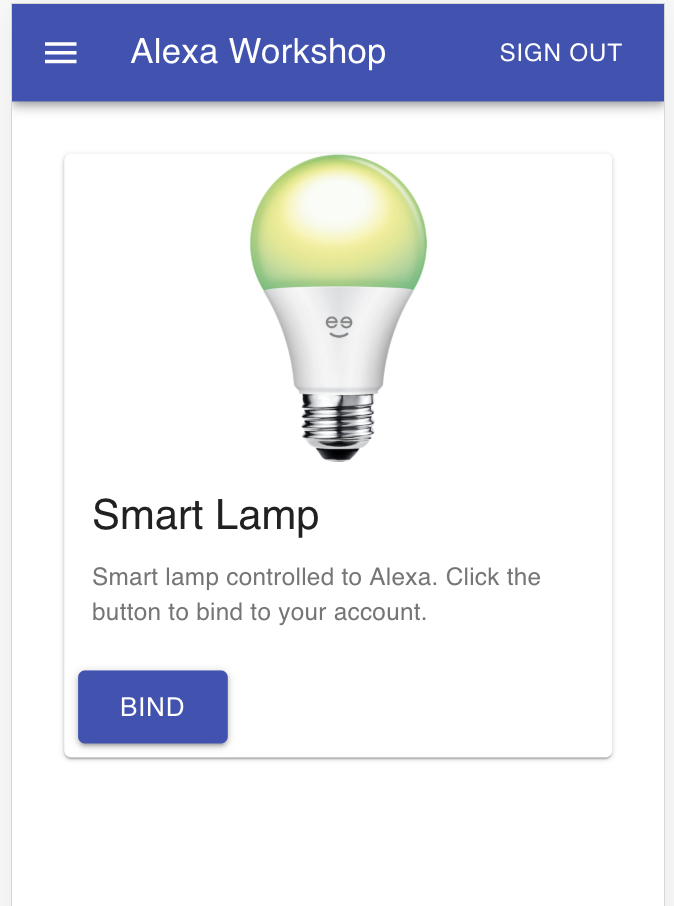 Alexa Workshop
SIGN OUT
Smart Lamp
Smart lamp controlled to Alexa. Click the
button to bind to your account.
BIND